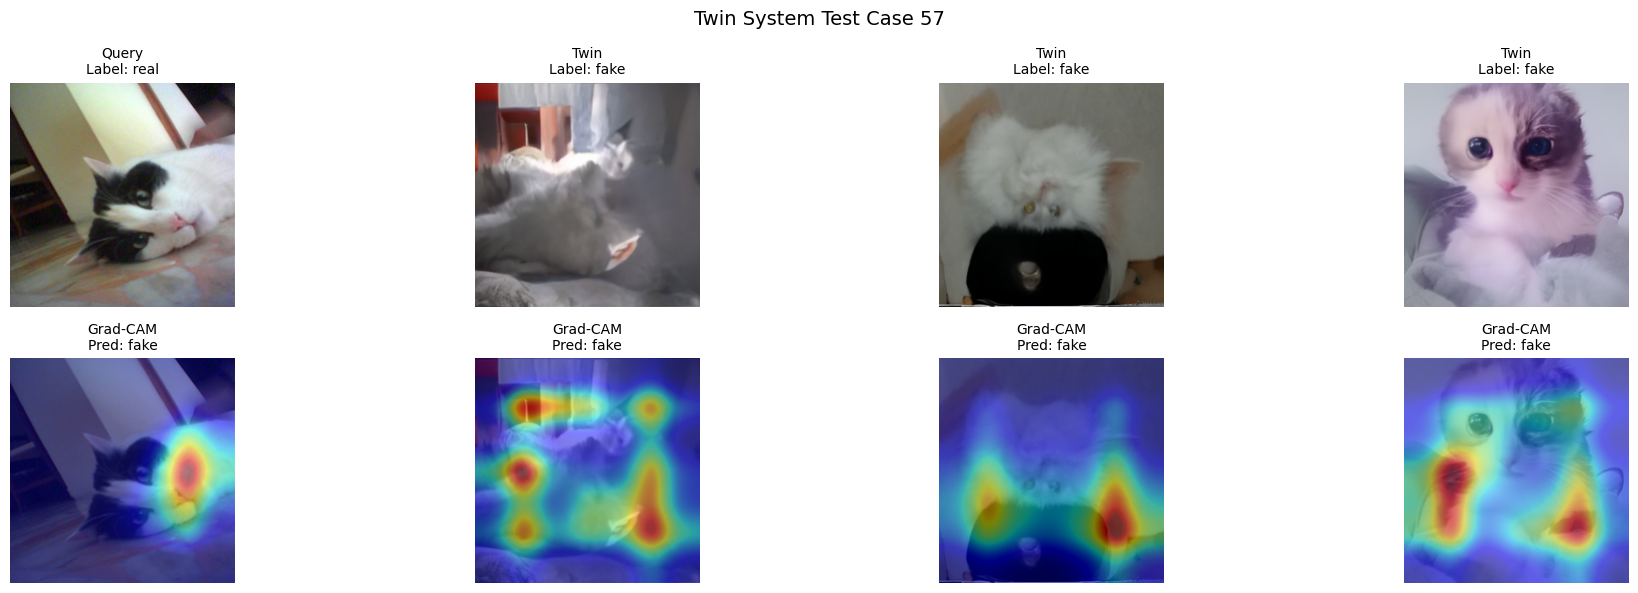 Twin System Test Case 57
Query
Label: real
Twin
Label: fake
Twin
Label: fake
Twin
Label: fake
Grad-CAM
Pred: fake
Grad-CAM
Pred: fake
Grad-CAM
Pred: fake
Grad-CAM
Pred: fake